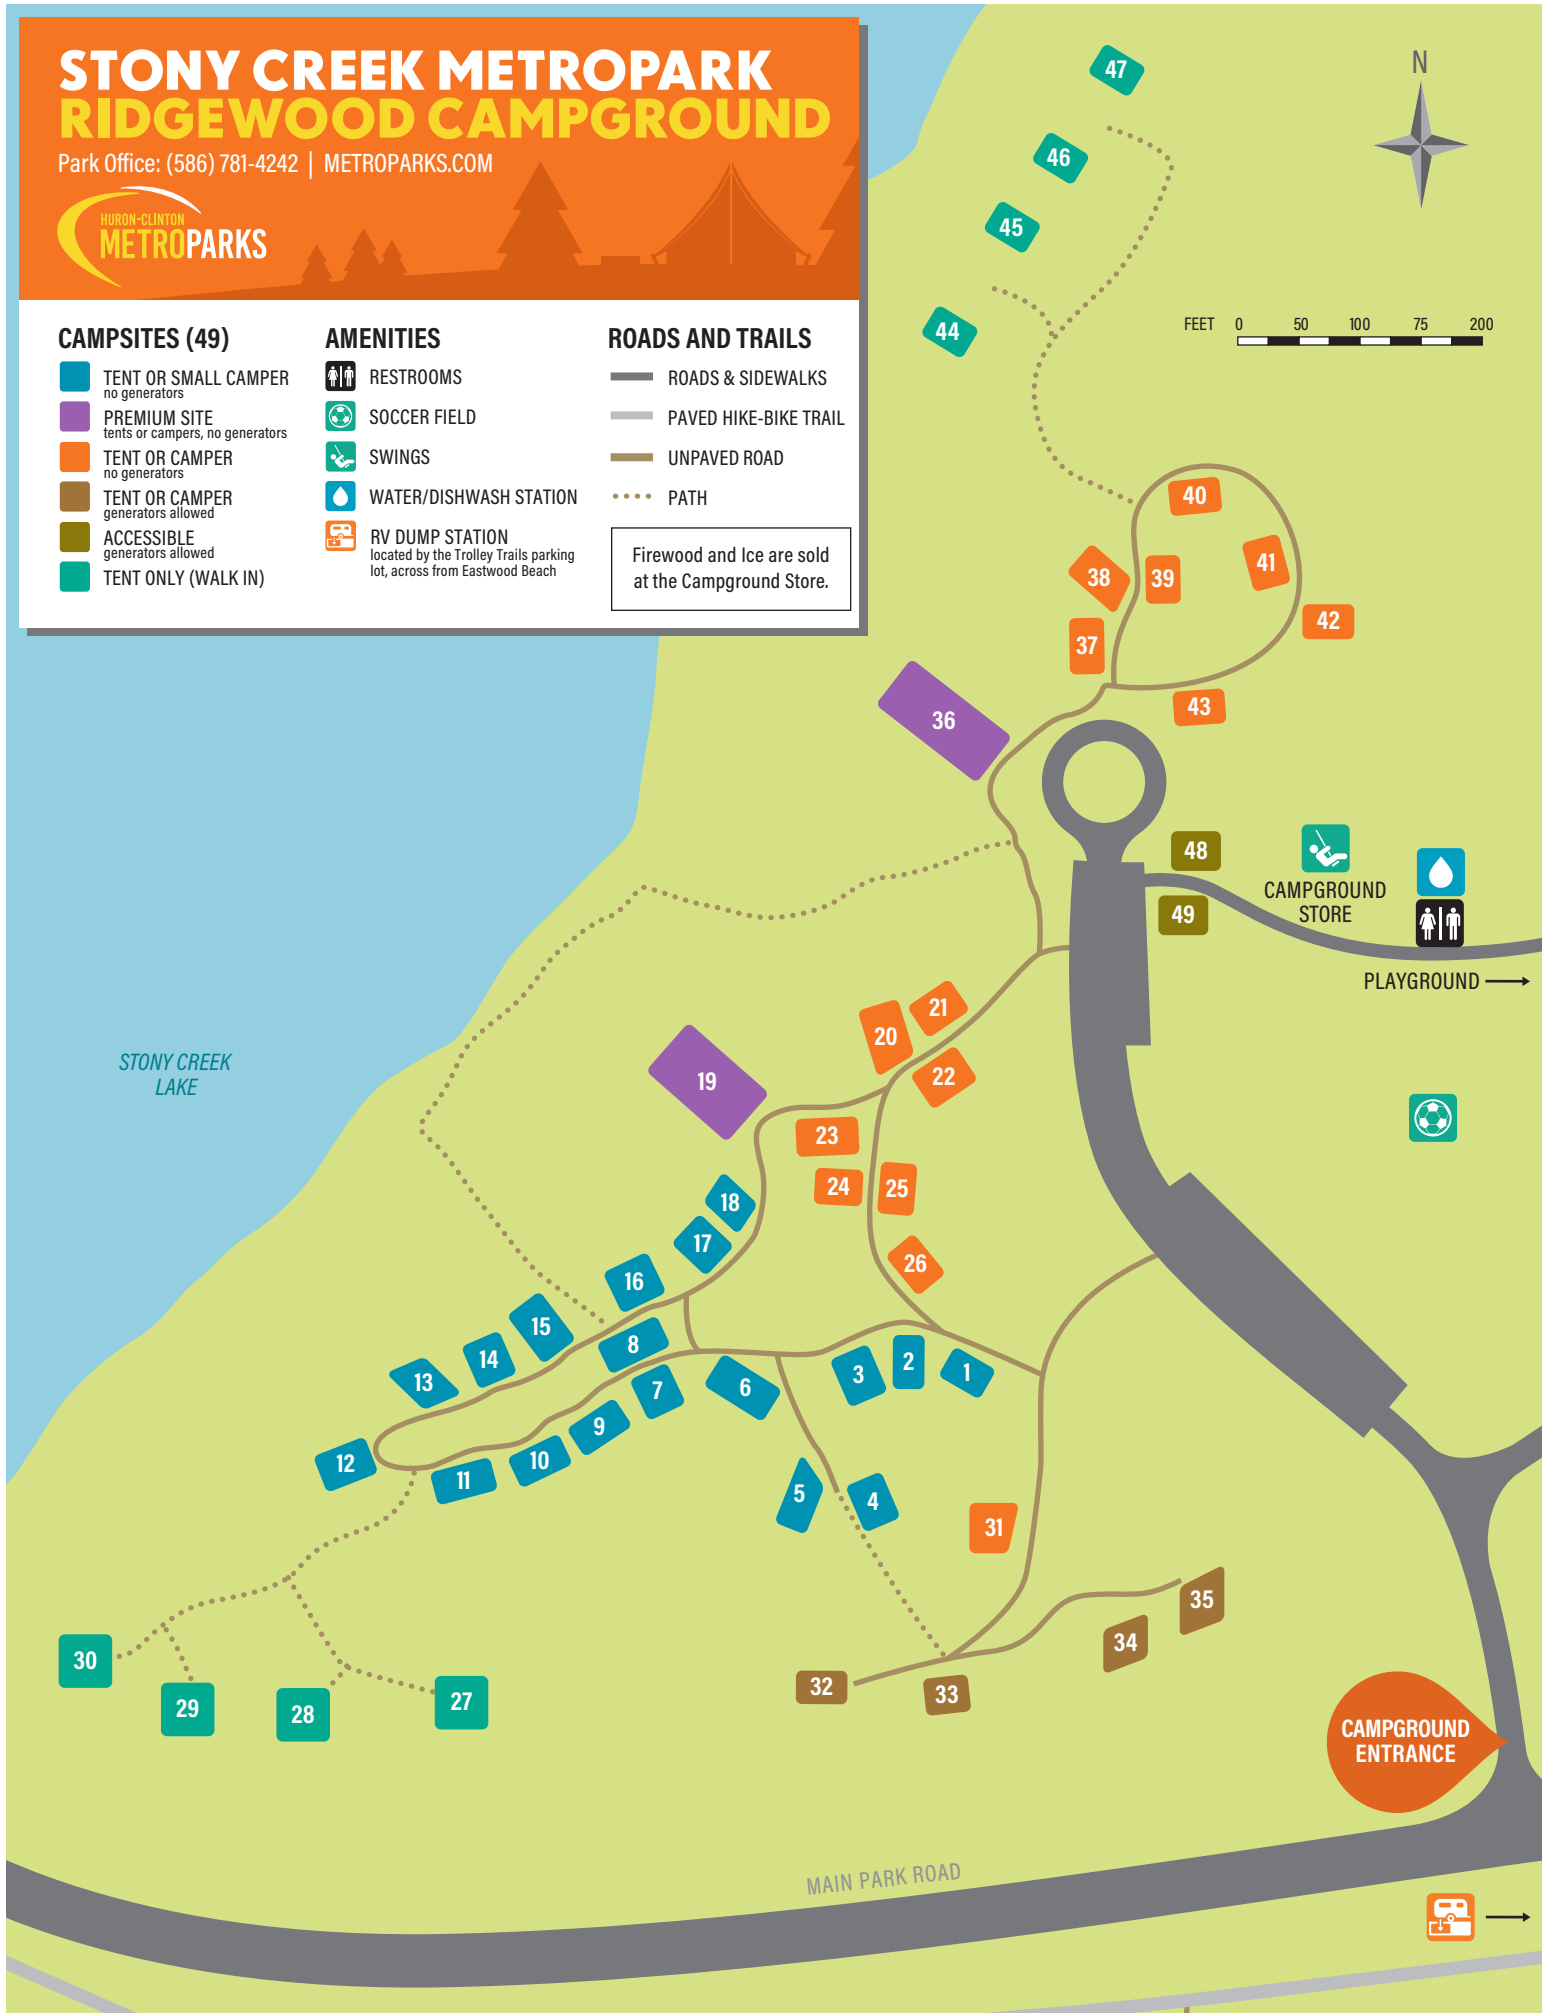 STONY CREEK METROPARK
RIDGEWOOD CAMPGROUND
Park Office: (586) 781-4242 | METROPARKS.COM
HURON-CLINTON
METROPARKS
CAMPSITES (49)
TENT OR SMALL CAMPER
no generators
PREMIUM SITE
tents or campers, no generators
TENT OR CAMPER
no generators
TENT OR CAMPER
generators allowed
ACCESSIBLE
generators allowed
TENT ONLY (WALK IN)
AMENITIES
RESTROOMS
SOCCER FIELD
SWINGS
WATER/DISHWASH STATION
RV DUMP STATION
located by the Trolley Trails parking
lot, across from Eastwood Beach
ROADS AND TRAILS
ROADS & SIDEWALKS
PAVED HIKE-BIKE TRAIL
UNPAVED ROAD
PATH
Firewood and Ice are sold
at the Campground Store.
N
FEET 0 50 100 75 200
47
46
45
44
40
41
38
39
42
37
43
36
48
49
CAMPGROUND
STORE
PLAYGROUND
21
20
22
STONY CREEK
LAKE
19
23
24
25
18
17
26
16
15
8
14
13
7
6
3
2
1
9
12
10
11
5
4
31
35
34
30
29
28
27
32
33
CAMPGROUND
ENTRANCE
MAIN PARK ROAD